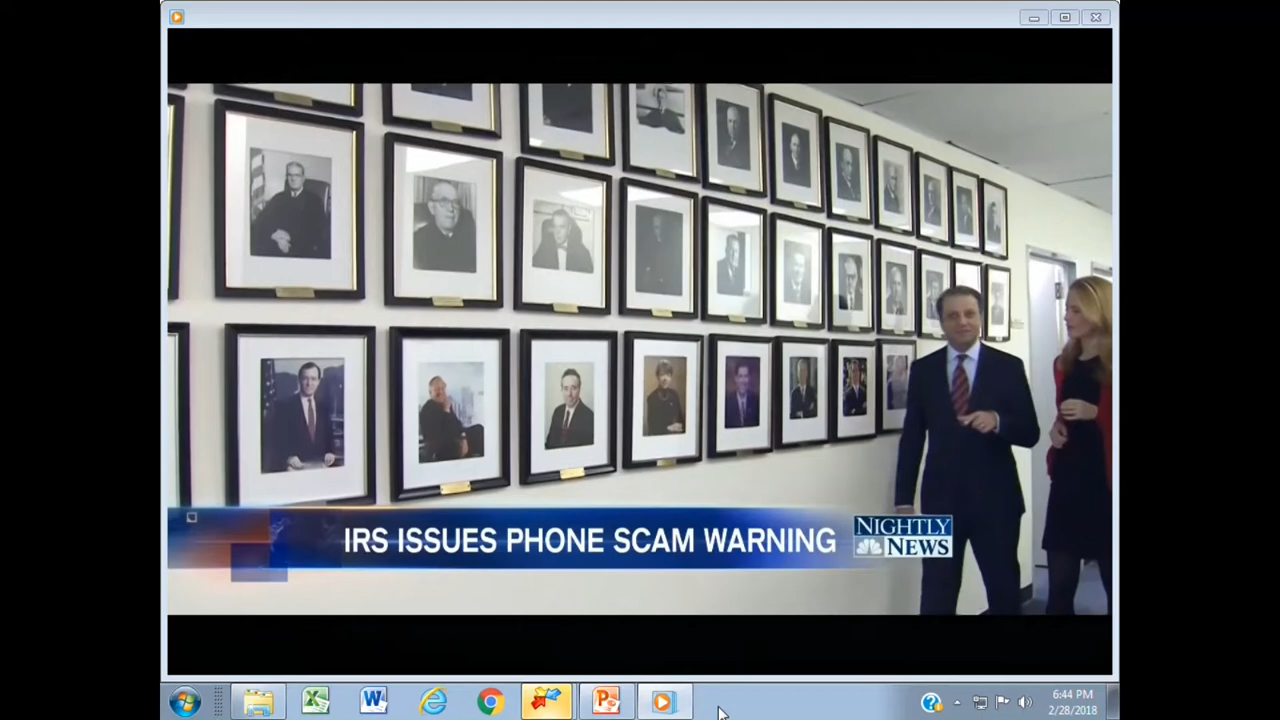 IRS ISSUES PHONE SCAM WARNING
NIGHTLY
NEWS
6:44 PM
2/28/2018